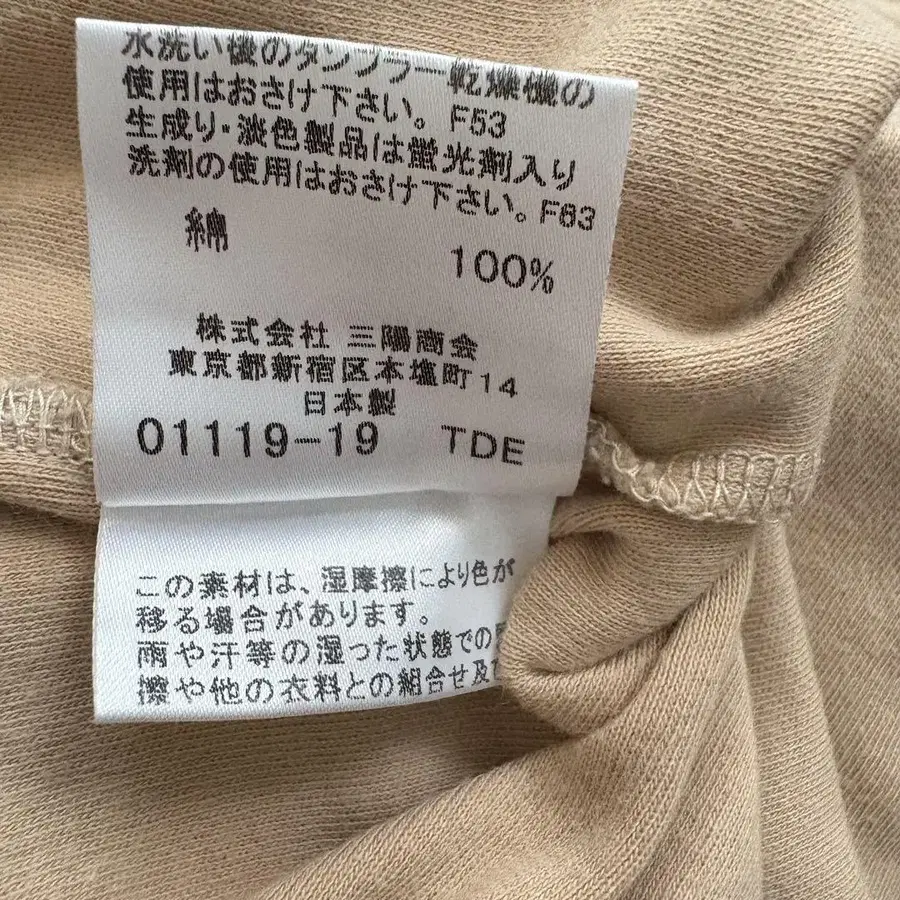 水洗い後のタンブラー乾燥機の
使用はおさけ下さい。F53
生成り・淡色製品は蛍光剤入り
洗剤の使用はおさけ下さい。F63
綿 100%
株式会社 三陽商会
東京都新宿区本塩町14
日本製
01119-19 TDE
この素材は、湿摩擦により色が
移る場合があります。
雨や汗等の湿った状態での
擦や他の衣料との組合せ及び